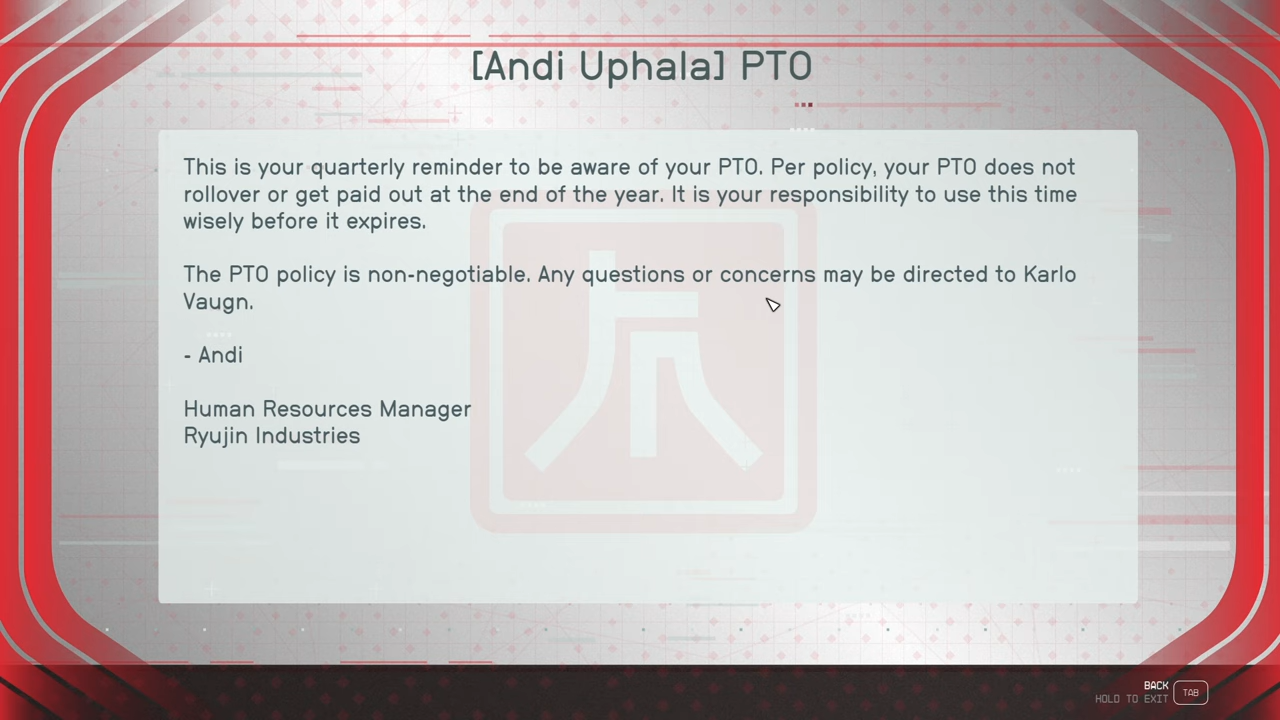 [Andi Uphala] PTO
This is your quarterly reminder to be aware of your PTO. Per policy, your PTO does not
rollover or get paid out at the end of the year. It is your responsibility to use this time
wisely before it expires.
The PTO policy is non-negotiable. Any questions or concerns may be directed to Karlo
Vaugn.
- Andi
Human Resources Manager
Ryujin Industries
BACK
HOLD TO EXIT TAB